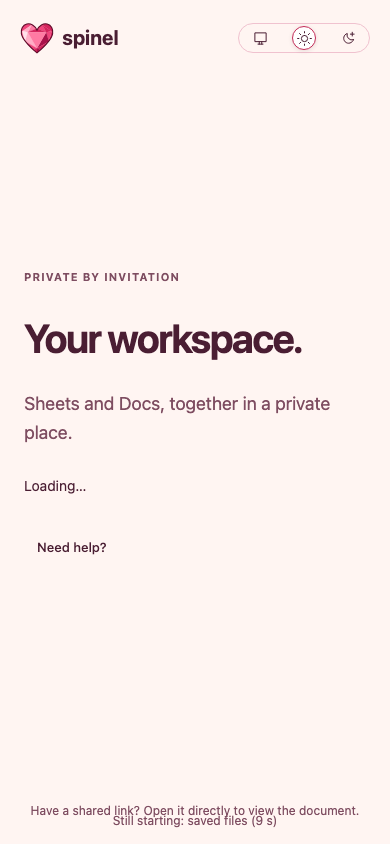 spinel
PRIVATE BY INVITATION
Your workspace.
Sheets and Docs, together in a private
place.
Loading...
Need help?
Have a shared link? Open it directly to view the document.
Still starting: saved files (9 s)